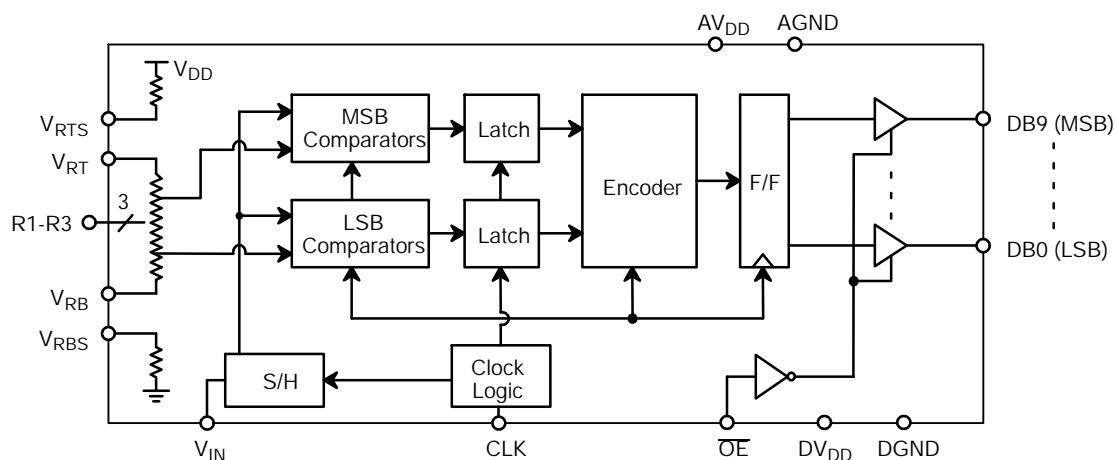 AVDD AGND
VDD
VRTS
VRT
R1-R3
3
VRB
VRBS
MSB
Comparators
LSB
Comparators
Latch
Latch
Encoder
F/F
DB9 (MSB)
DB0 (LSB)
S/H
Clock
Logic
VIN
CLK
OE
DVDD
DGND